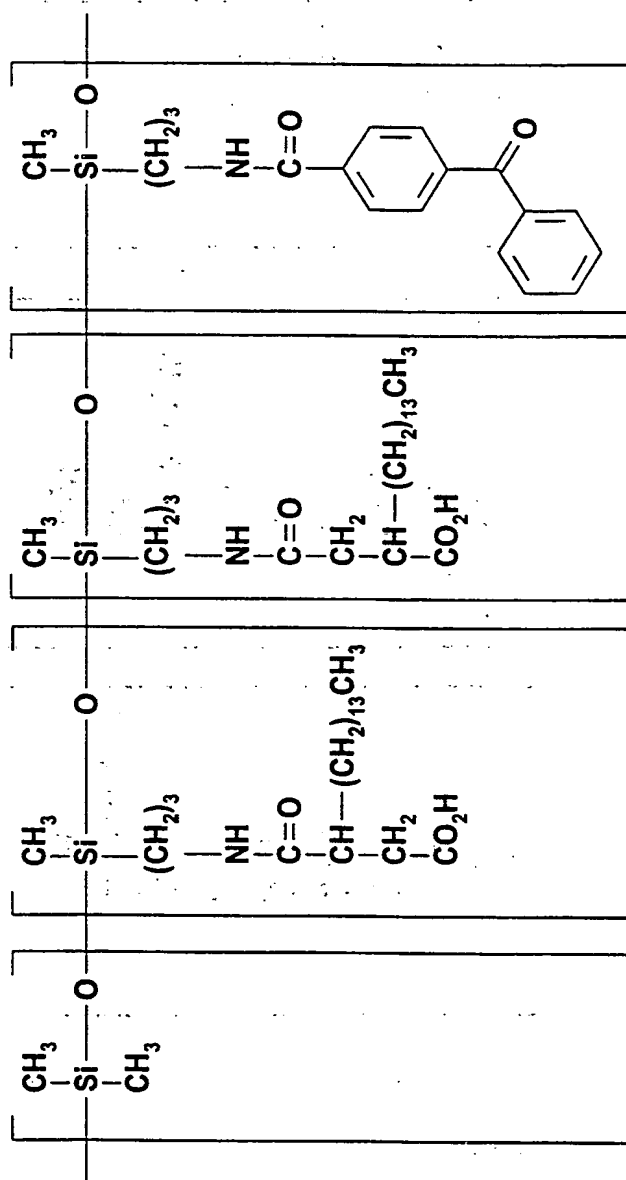 CH₃ CH₃ CH₃ CH₃
Si O Si O Si O Si O
CH₃ (CH₂)₃ (CH₂)₃ (CH₂)₃
NH NH NH
C=O C=O C=O
CH—(CH₂)₁₃CH₃ CH₂
CH₂ CH—(CH₂)₁₃CH₃
CO₂H CO₂H
O